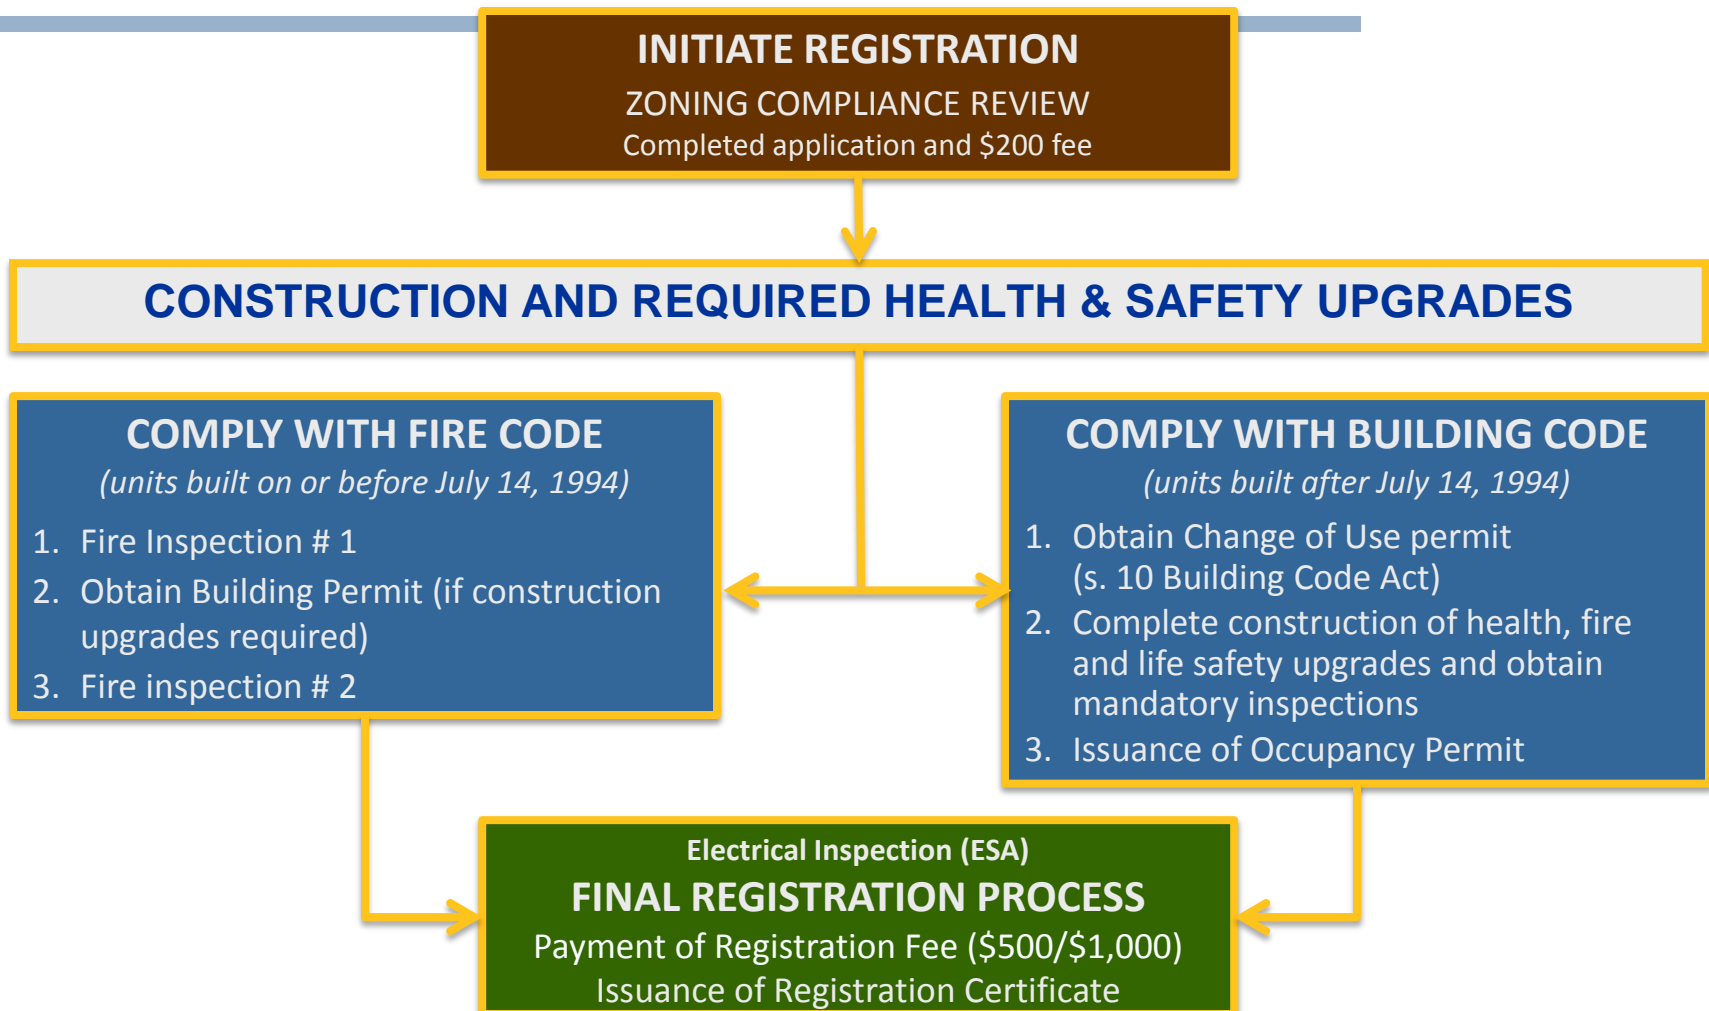 INITIATE REGISTRATION
ZONING COMPLIANCE REVIEW
Completed application and $200 fee
CONSTRUCTION AND REQUIRED HEALTH & SAFETY UPGRADES
COMPLY WITH FIRE CODE
(units built on or before July 14, 1994)
1. Fire Inspection # 1
2. Obtain Building Permit (if construction
upgrades required)
3. Fire inspection # 2
COMPLY WITH BUILDING CODE
(units built after July 14, 1994)
1. Obtain Change of Use permit
(s. 10 Building Code Act)
2. Complete construction of health, fire
and life safety upgrades and obtain
mandatory inspections
3. Issuance of Occupancy Permit
Electrical Inspection (ESA)
FINAL REGISTRATION PROCESS
Payment of Registration Fee ($500/$1,000)
Issuance of Registration Certificate